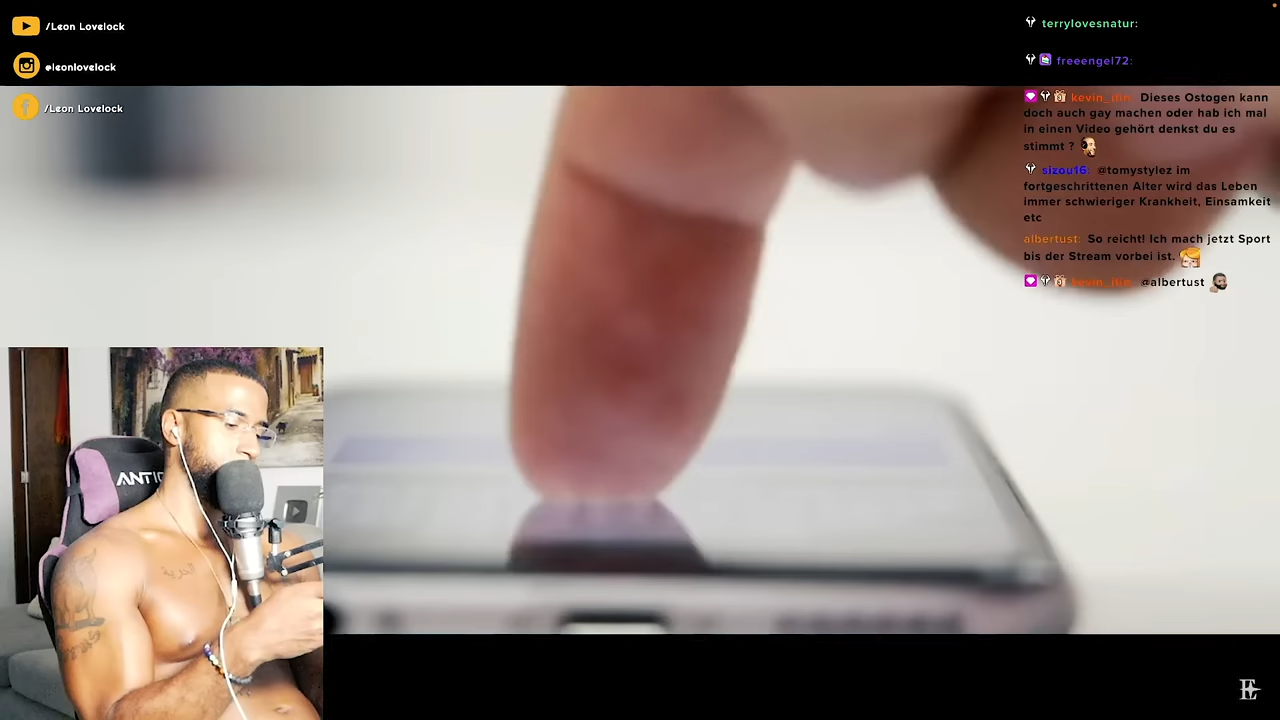 /Leon Lovelock
@leonlovelock
/Leon Lovelock
terrylovesnatur:
freeengel72:
Dieses Ostogen kann
doch auch gay machen oder hab ich mal
in einen Video gehört denkst du es
stimmt ?
sizou16: @tomystylez im
fortgeschrittenen Alter wird das Leben
immer schwieriger Krankheit, Einsamkeit
etc
albertust: So reicht! Ich mach jetzt Sport
bis der Stream vorbei ist.
@albertust